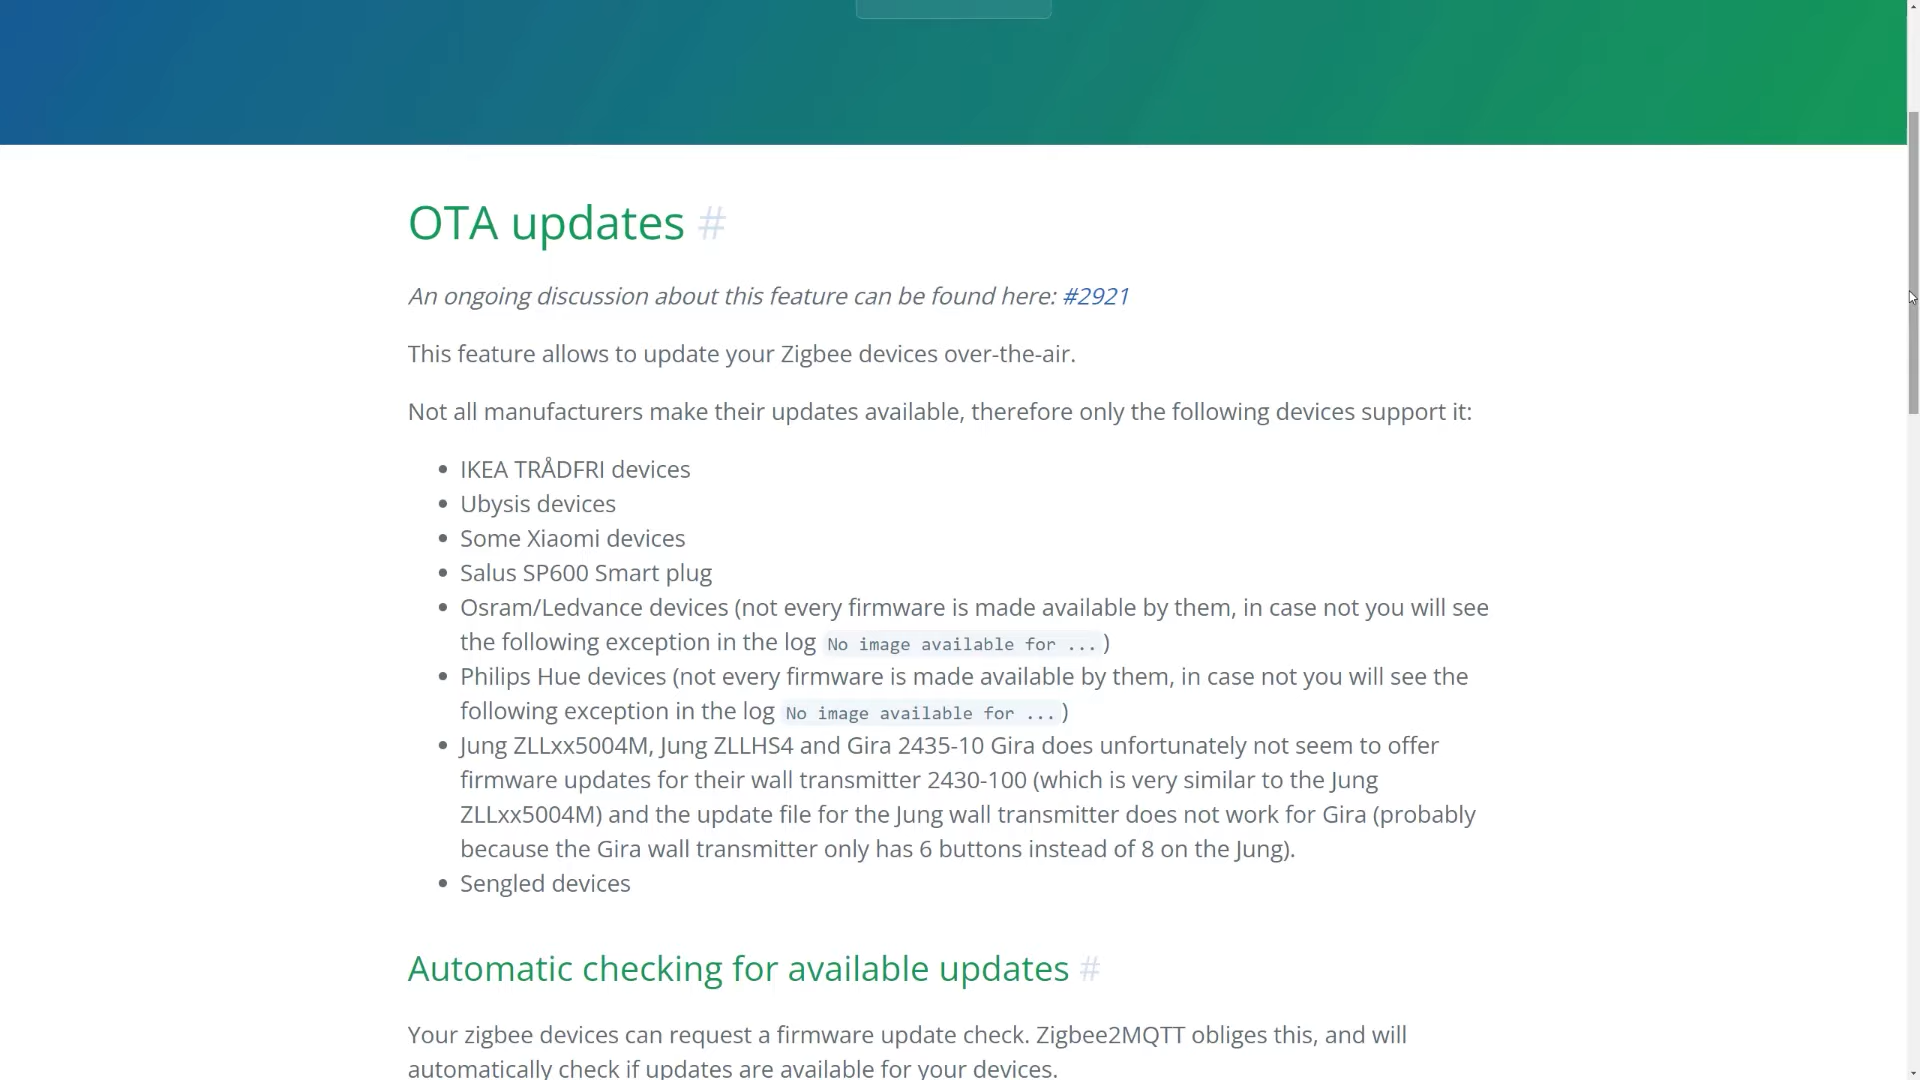 OTA updates #
An ongoing discussion about this feature can be found here: #2921
This feature allows to update your Zigbee devices over-the-air.
Not all manufacturers make their updates available, therefore only the following devices support it:
• IKEA TRÅDFRI devices
• Ubysis devices
• Some Xiaomi devices
• Salus SP600 Smart plug
• Osram/Ledvance devices (not every firmware is made available by them, in case not you will see
the following exception in the log No image available for ... )
• Philips Hue devices (not every firmware is made available by them, in case not you will see the
following exception in the log No image available for ... )
• Jung ZLLxx5004M, Jung ZLLHS4 and Gira 2435-10 Gira does unfortunately not seem to offer
firmware updates for their wall transmitter 2430-100 (which is very similar to the Jung
ZLLxx5004M) and the update file for the Jung wall transmitter does not work for Gira (probably
because the Gira wall transmitter only has 6 buttons instead of 8 on the Jung).
• Sengled devices
Automatic checking for available updates #
Your zigbee devices can request a firmware update check. Zigbee2MQTT obliges this, and will
automatically check if updates are available for your devices.